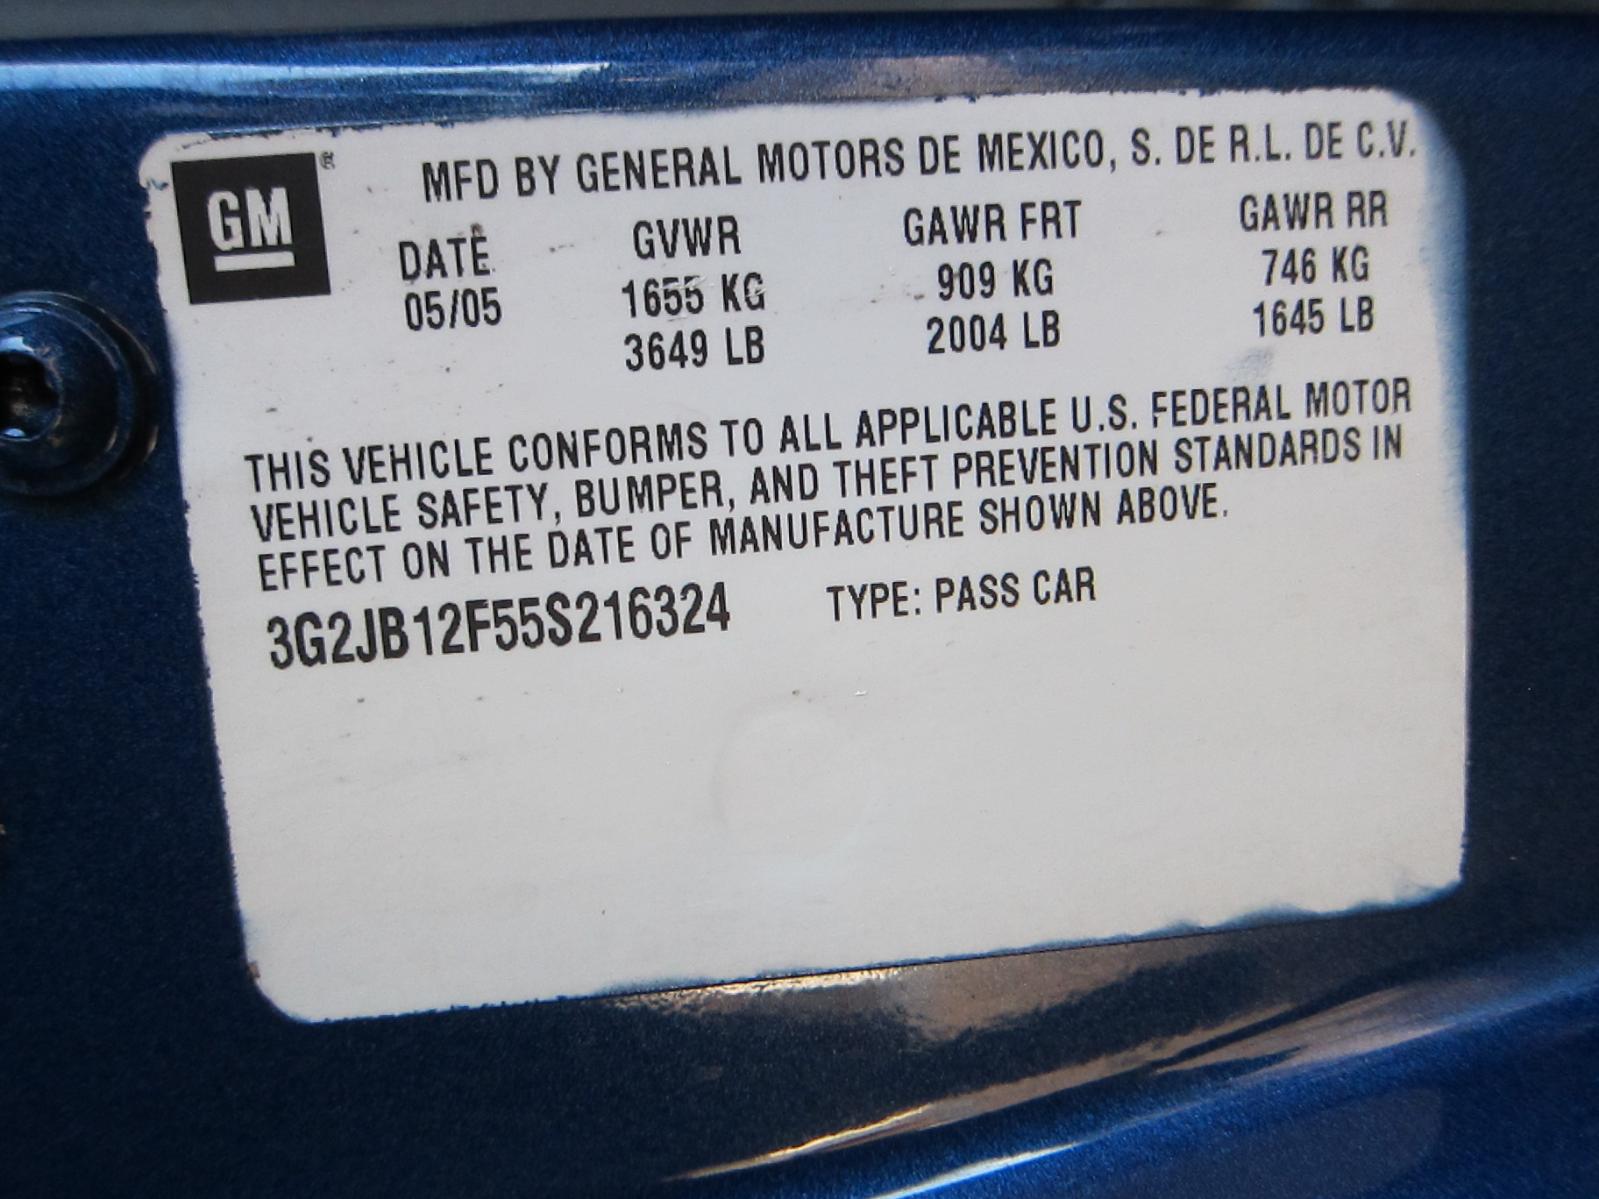 GM®
MFD BY GENERAL MOTORS DE MEXICO, S. DE R.L. DE C.V.
DATE GVWR GAWR FRT GAWR RR
05/05 1655 KG 909 KG 746 KG
3649 LB 2004 LB 1645 LB
THIS VEHICLE CONFORMS TO ALL APPLICABLE U.S. FEDERAL MOTOR
VEHICLE SAFETY, BUMPER, AND THEFT PREVENTION STANDARDS IN
EFFECT ON THE DATE OF MANUFACTURE SHOWN ABOVE.
3G2JB12F55S216324 TYPE: PASS CAR